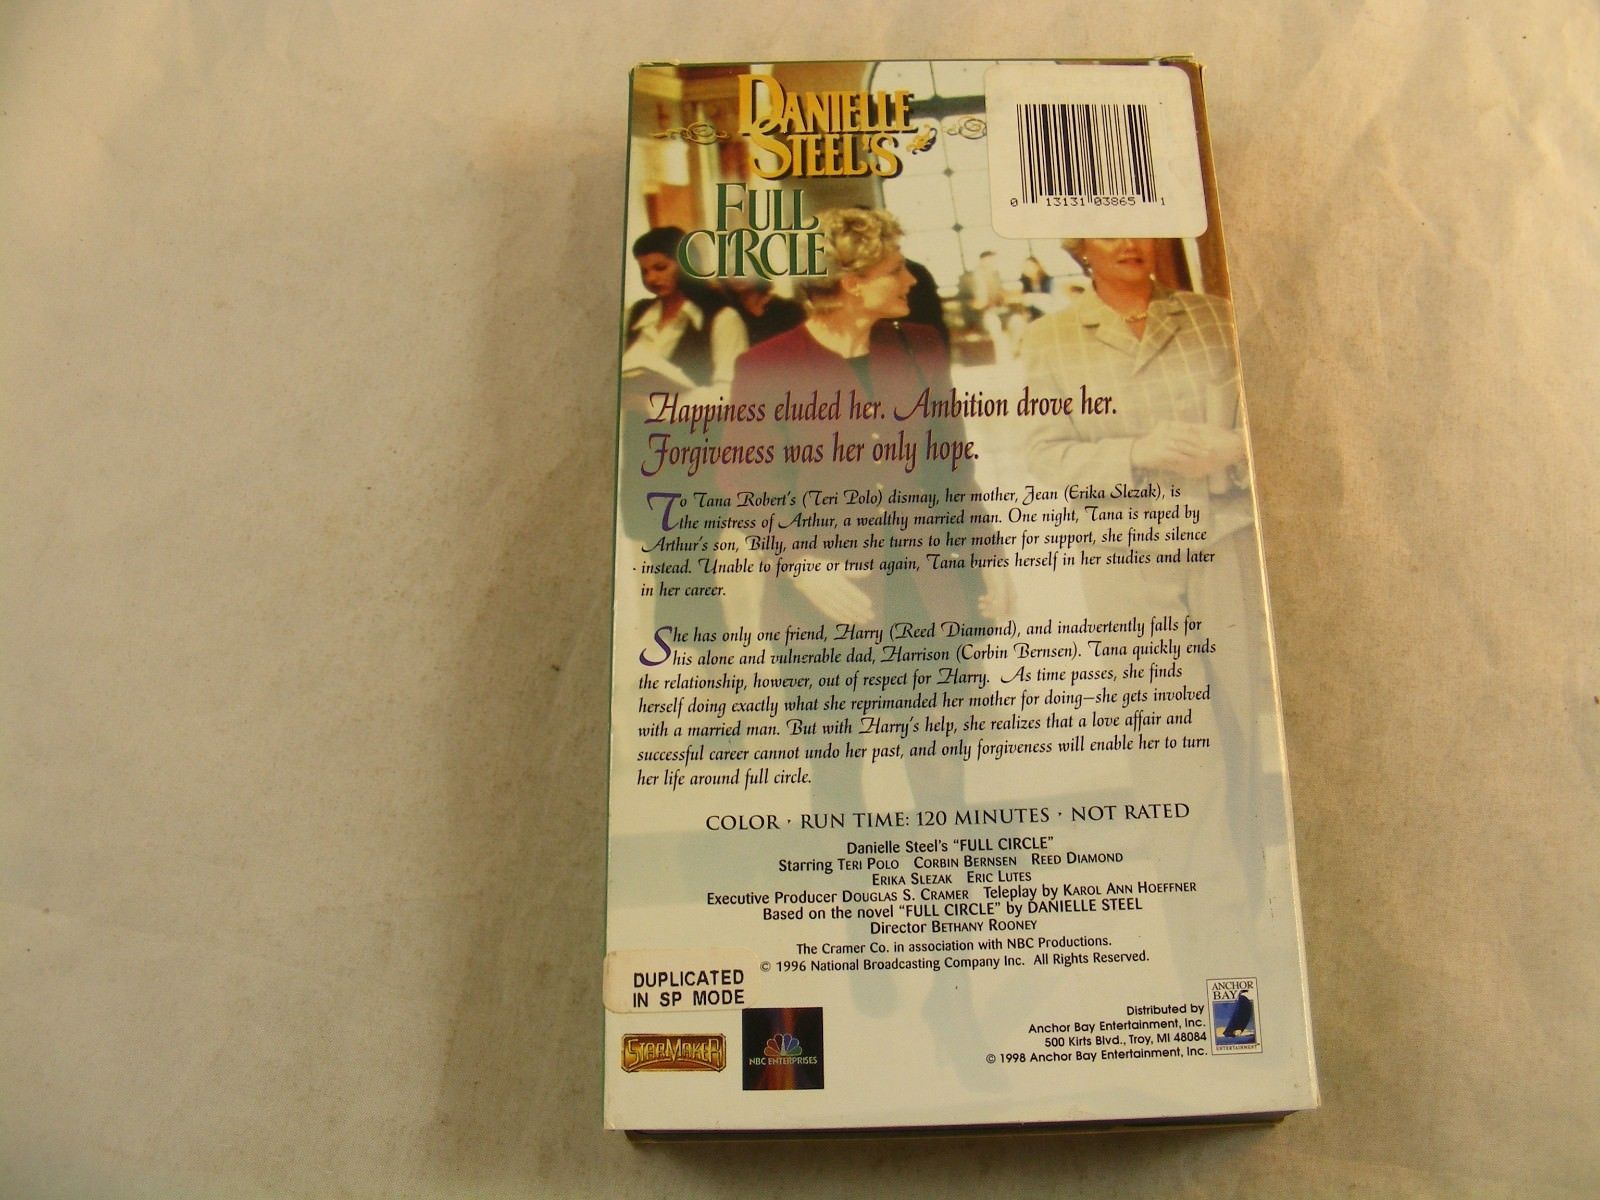 DANIELLE
STEEL'S
FULL
CIRCLE
0 13131 03865 1
Happiness eluded her. Ambition drove her.
Forgiveness was her only hope.
To Tana Robert's (Teri Polo) dismay, her mother, Jean (Erika Slezak), is
the mistress of Arthur, a wealthy married man. One night, Tana is raped by
Arthur's son, Billy, and when she turns to her mother for support, she finds silence
instead. Unable to forgive or trust again, Tana buries herself in her studies and later
in her career.
She has only one friend, Harry (Reed Diamond), and inadvertently falls for
his alone and vulnerable dad, Harrison (Corbin Bernsen). Tana quickly ends
the relationship, however, out of respect for Harry. As time passes, she finds
herself doing exactly what she reprimanded her mother for doing—she gets involved
with a married man. But with Harry's help, she realizes that a love affair and
successful career cannot undo her past, and only forgiveness will enable her to turn
her life around full circle.
COLOR · RUN TIME: 120 MINUTES · NOT RATED
Danielle Steel's "FULL CIRCLE"
Starring TERI POLO CORBIN BERNSEN REED DIAMOND
ERIKA SLEZAK ERIC LUTES
Executive Producer DOUGLAS S. CRAMER Teleplay by KAROL ANN HOEFFNER
Based on the novel "FULL CIRCLE" by DANIELLE STEEL
Director BETHANY ROONEY
The Cramer Co. in association with NBC Productions.
© 1996 National Broadcasting Company Inc. All Rights Reserved.
DUPLICATED
IN SP MODE
STARMAKER
NBC ENTERPRISES
Distributed by
Anchor Bay Entertainment, Inc.
500 Kirts Blvd., Troy, MI 48084
© 1998 Anchor Bay Entertainment, Inc.
ANCHOR
BAY
ENTERTAINMENT